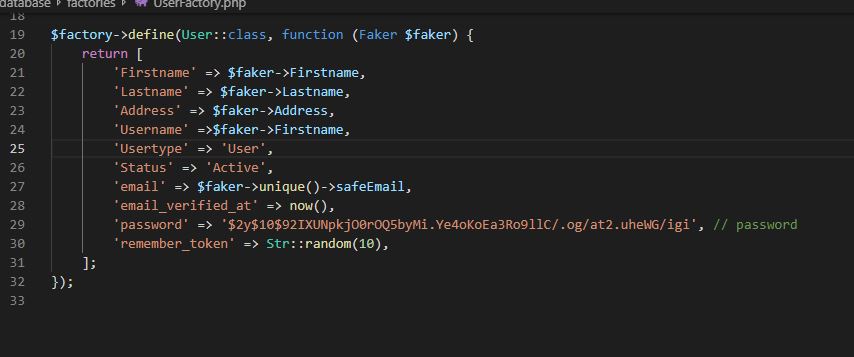 database > factories > UserFactory.php
18
19 $factory->define(User::class, function (Faker $faker) {
20     return [
21         'Firstname' => $faker->Firstname,
22         'Lastname' => $faker->Lastname,
23         'Address' => $faker->Address,
24         'Username' =>$faker->Firstname,
25         'Usertype' => 'User',
26         'Status' => 'Active',
27         'email' => $faker->unique()->safeEmail,
28         'email_verified_at' => now(),
29         'password' => '$2y$10$92IXUNpkjO0rOQ5byMi.Ye4oKoEa3Ro9llC/.og/at2.uheWG/igi', // password
30         'remember_token' => Str::random(10),
31     ];
32 });
33